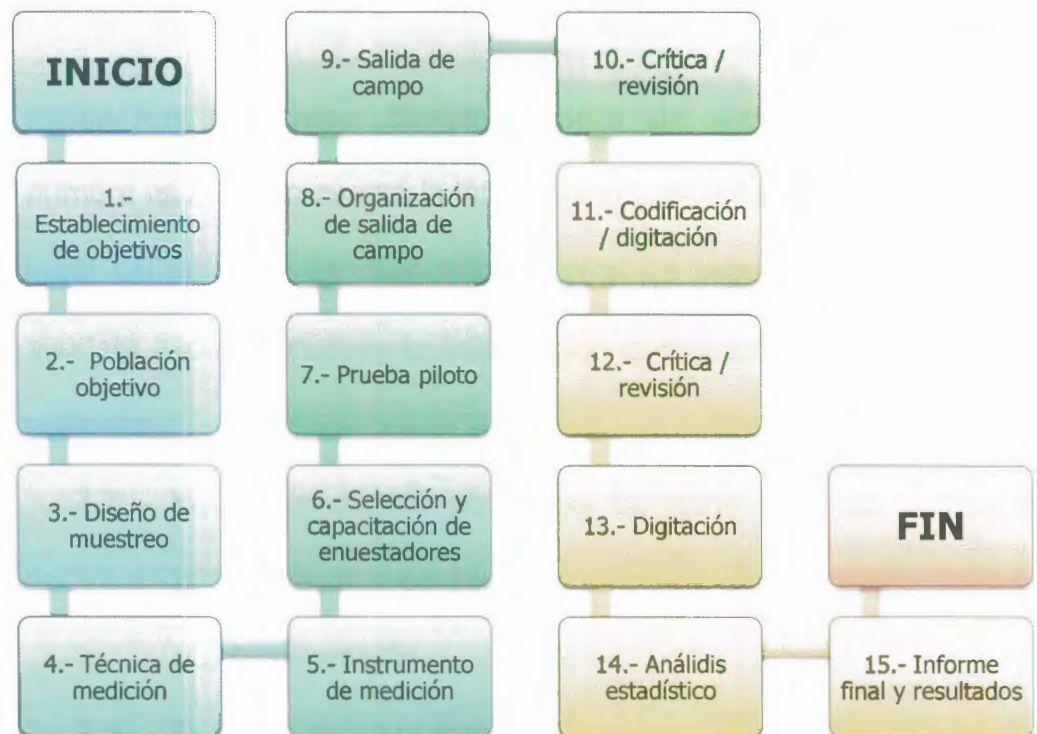 INICIO
1.-
Establecimiento
de objetivos
2.- Población
objetivo
3.- Diseño de
muestreo
4.- Técnica de
medición
5.- Instrumento
de medición
6.- Selección y
capacitación de
enuestadores
7.- Prueba piloto
8.- Organización
de salida de
campo
9.- Salida de
campo
10.- Crítica /
revisión
11.- Codificación
/ digitación
12.- Crítica /
revisión
13.- Digitación
14.- Análidis
estadístico
15.- Informe
final y resultados
FIN